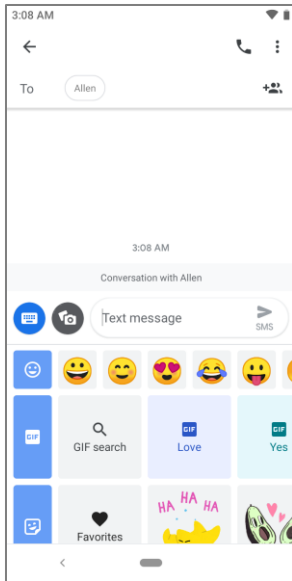 3:08 AM
To
Allen
3:08 AM
Conversation with Allen
Text message
SMS
GIF
GIF search
GIF
Love
GIF
Yes
Favorites
HA HA HA